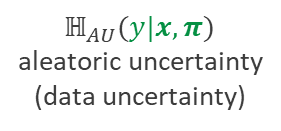 ℍ_AU(y|x, π)
aleatoric uncertainty
(data uncertainty)